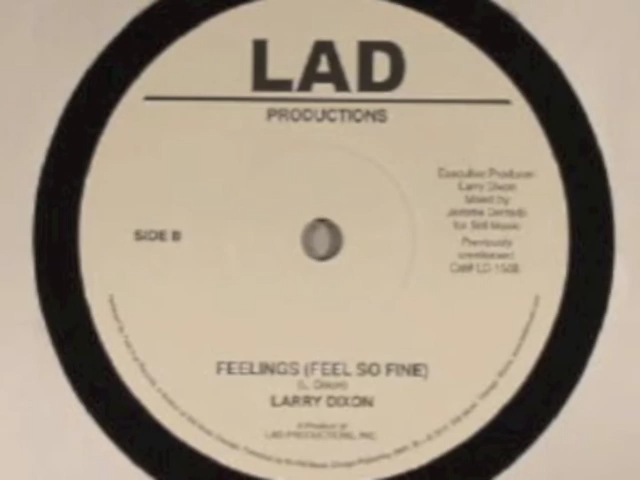 LAD
PRODUCTIONS
Executive Producer
Larry Dixon
Mixed by
Jerome Derradji
for Still Music
Previously
unreleased
SIDE B
FEELINGS (FEEL SO FINE)
(L. Dixon)
LARRY DIXON
A Product of
LAD PRODUCTIONS, INC.